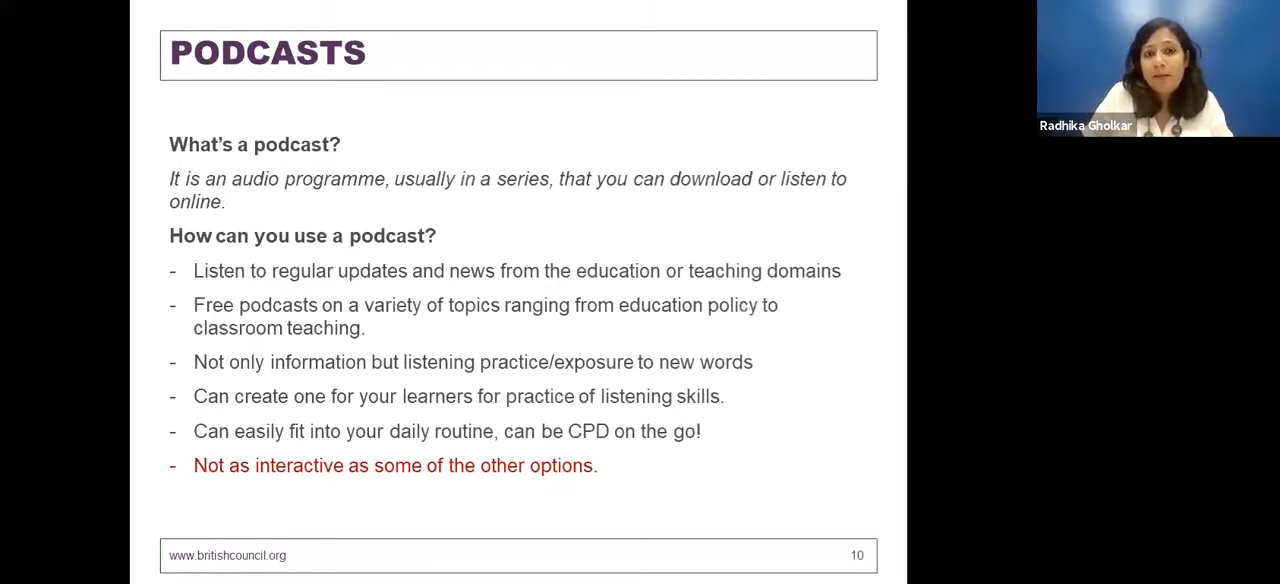 PODCASTS
What's a podcast?
It is an audio programme, usually in a series, that you can download or listen to
online.
How can you use a podcast?
- Listen to regular updates and news from the education or teaching domains
- Free podcasts on a variety of topics ranging from education policy to
classroom teaching.
- Not only information but listening practice/exposure to new words
- Can create one for your learners for practice of listening skills.
- Can easily fit into your daily routine, can be CPD on the go!
- Not as interactive as some of the other options.
www.britishcouncil.org
10
Radhika Gholkar